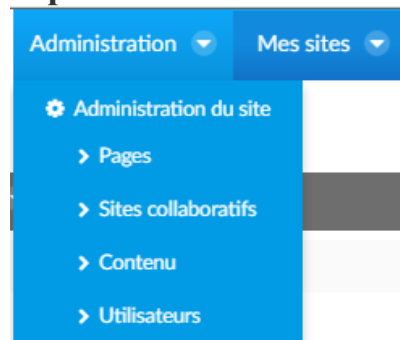 Administration Mes sites
Administration du site
Pages
Sites collaboratifs
Contenu
Utilisateurs